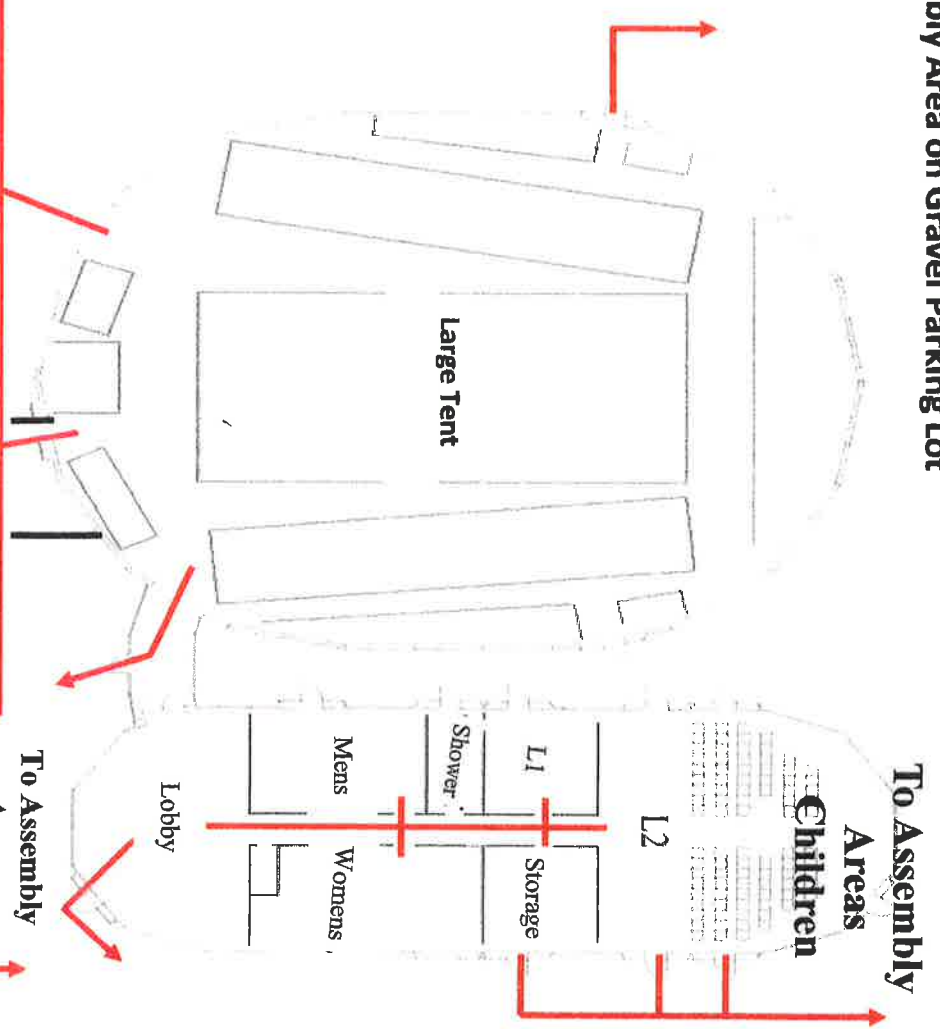 bly Area on Gravel Parking Lot
To Assembly
Areas
Children
L2
L1
Storage
Shower
Mens
Womens
Lobby
To Assembly
Large Tent